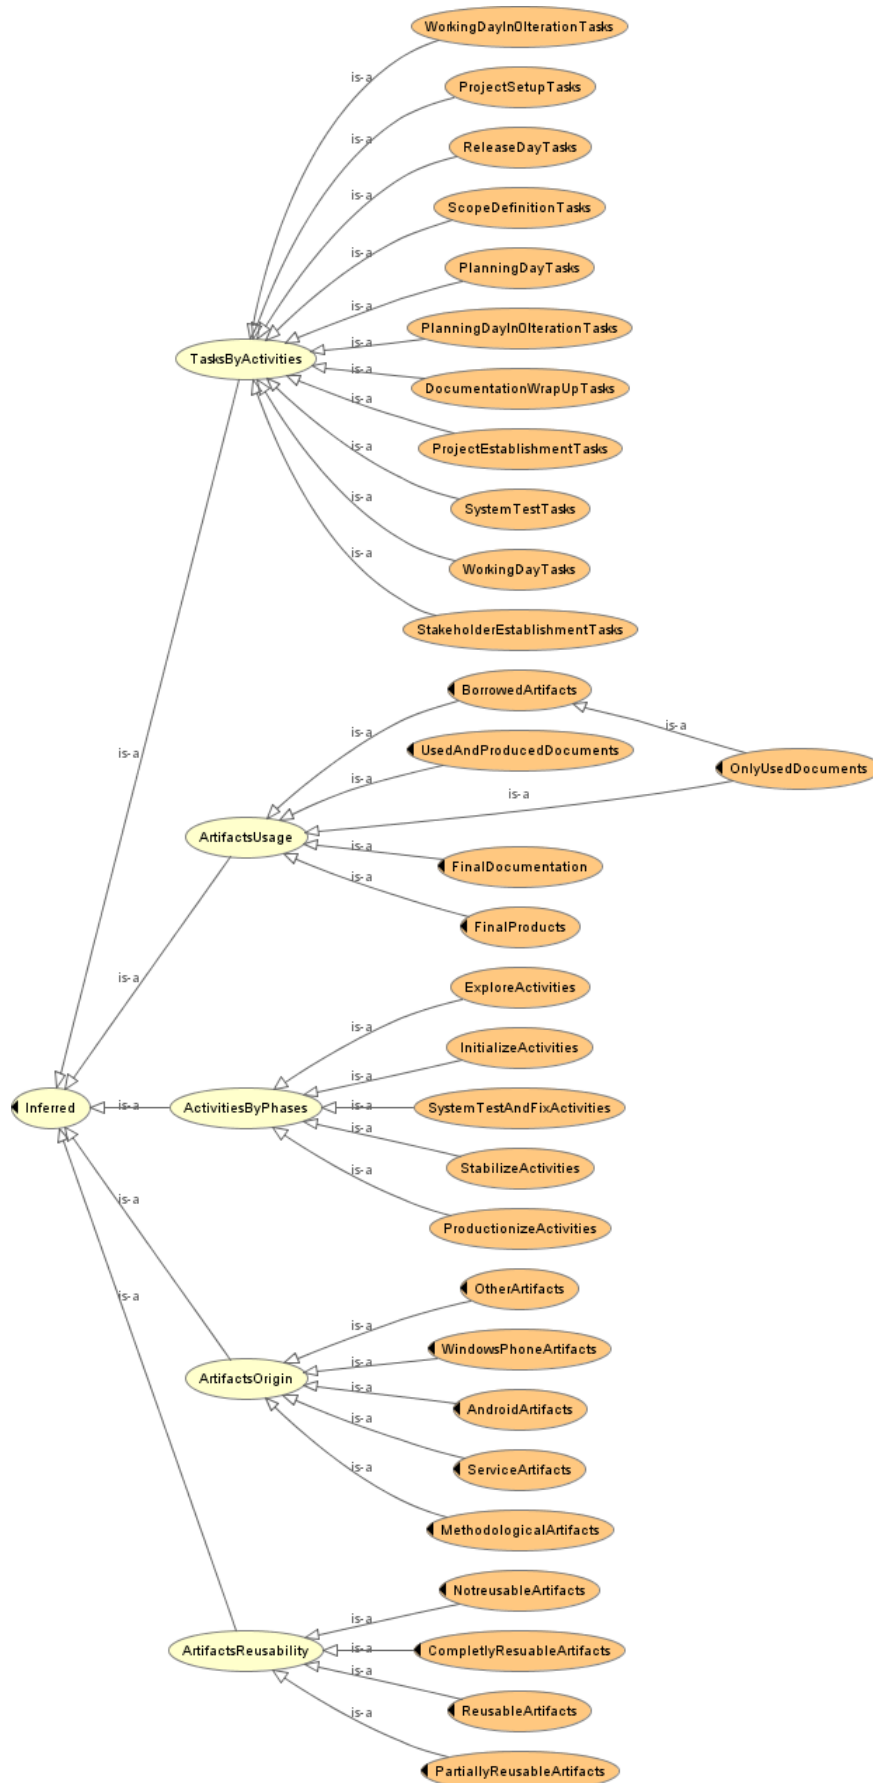 WorkingDayIn0IterationTasks
is-a
ProjectSetupTasks
is-a
ReleaseDayTasks
is-a
ScopeDefinitionTasks
is-a
PlanningDayTasks
is-a
PlanningDayIn0IterationTasks
is-a
TasksByActivities
is-a
DocumentationWrapUpTasks
is-a
ProjectEstablishmentTasks
is-a
SystemTestTasks
is-a
WorkingDayTasks
is-a
StakeholderEstablishmentTasks
BorrowedArtifacts
is-a
is-a
UsedAndProducedDocuments
is-a
is-a
OnlyUsedDocuments
is-a
ArtifactsUsage
is-a
FinalDocumentation
is-a
FinalProducts
is-a
ExploreActivities
is-a
InitializeActivities
is-a
Inferred
is-a
ActivitiesByPhases
is-a
SystemTestAndFixActivities
is-a
StabilizeActivities
is-a
is-a
ProductionizeActivities
OtherArtifacts
is-a
is-a
WindowsPhoneArtifacts
is-a
ArtifactsOrigin
is-a
AndroidArtifacts
is-a
ServiceArtifacts
is-a
MethodologicalArtifacts
NotreusableArtifacts
is-a
ArtifactsReusability
is-a
CompletlyResuableArtifacts
is-a
ReusableArtifacts
is-a
PartiallyReusableArtifacts